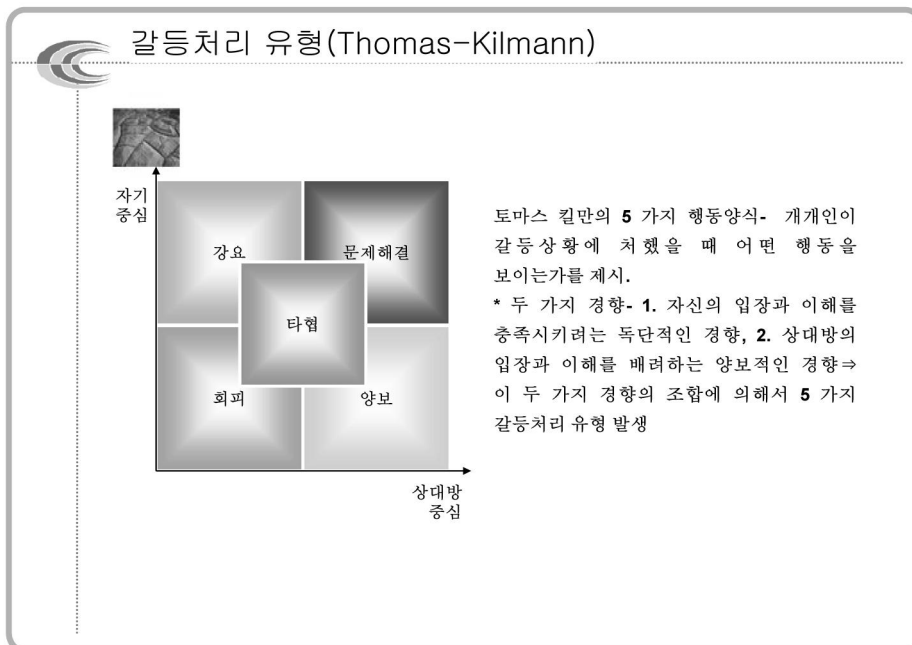 갈등처리 유형(Thomas-Kilmann)
자기
중심
강요
문제해결
타협
회피
양보
상대방
중심
토마스 킬만의 5 가지 행동양식- 개개인이
갈등상황에 처했을 때 어떤 행동을
보이는가를 제시.
* 두 가지 경향- 1. 자신의 입장과 이해를
충족시키려는 독단적인 경향, 2. 상대방의
입장과 이해를 배려하는 양보적인 경향⇒
이 두 가지 경향의 조합에 의해서 5 가지
갈등처리 유형 발생